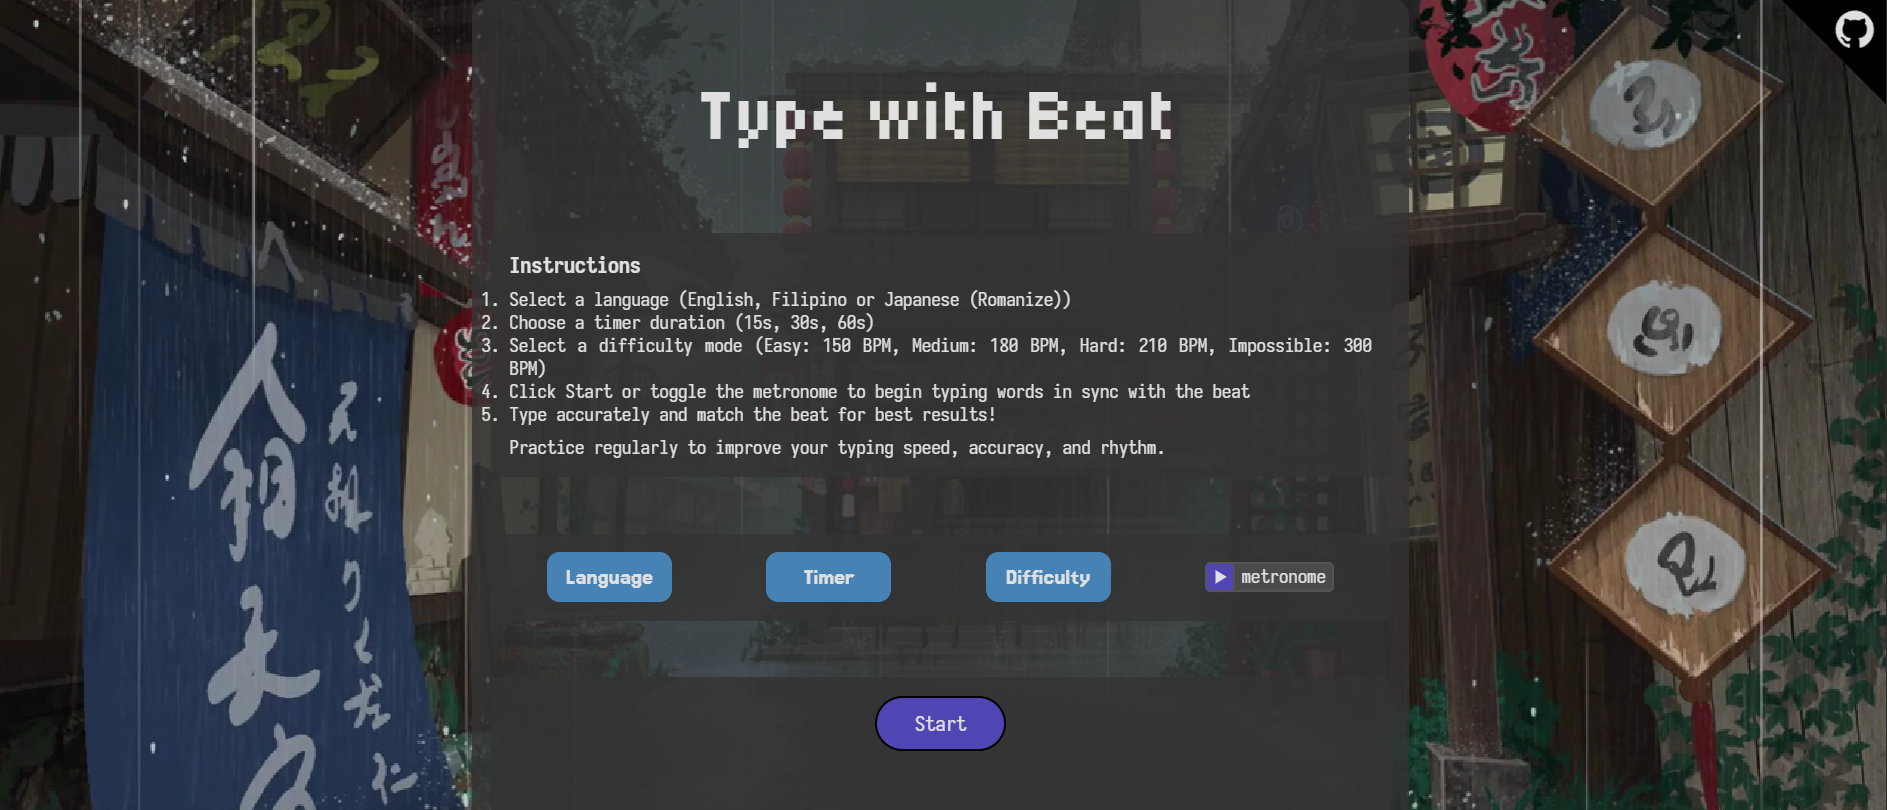 Type with Beat
Instructions
1. Select a language (English, Filipino or Japanese (Romanize))
2. Choose a timer duration (15s, 30s, 60s)
3. Select a difficulty mode (Easy: 150 BPM, Medium: 180 BPM, Hard: 210 BPM, Impossible: 300
BPM)
4. Click Start or toggle the metronome to begin typing words in sync with the beat
5. Type accurately and match the beat for best results!
Practice regularly to improve your typing speed, accuracy, and rhythm.
Language
Timer
Difficulty
metronome
Start